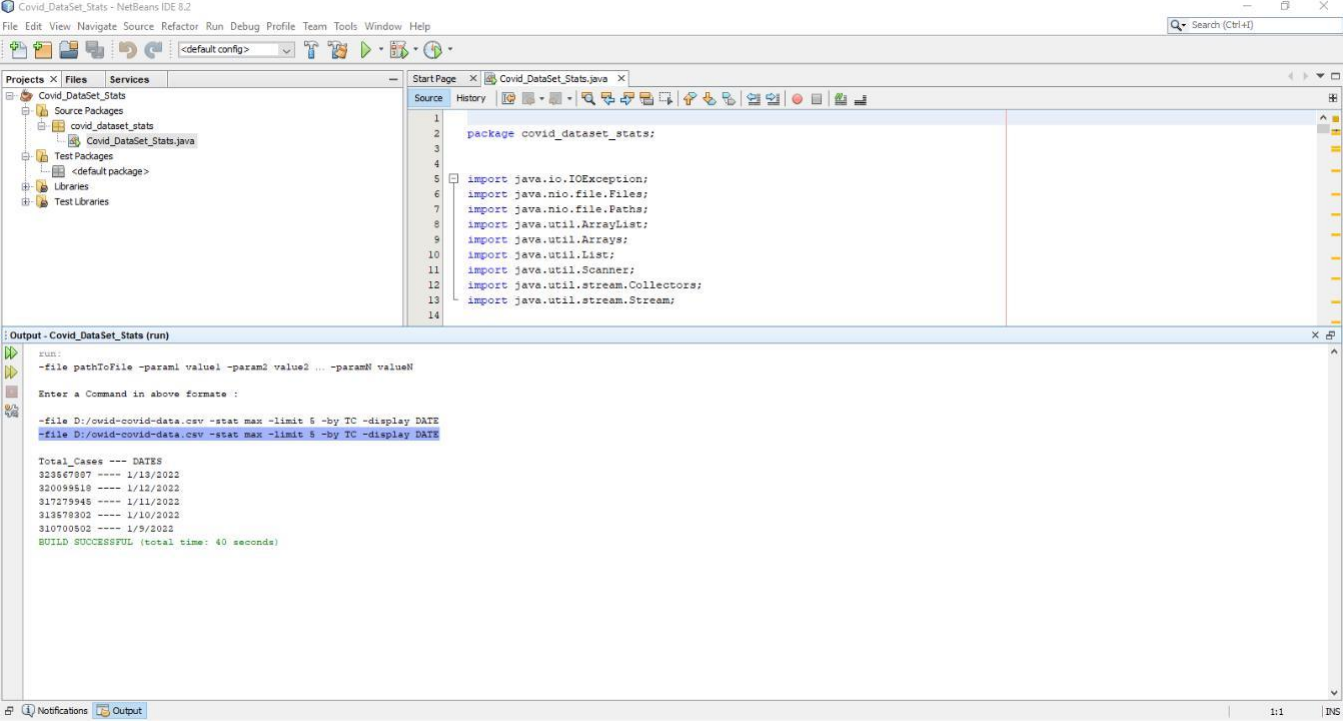 Covid_DataSet_Stats - NetBeans IDE 8.2
File Edit View Navigate Source Refactor Run Debug Profile Team Tools Window Help
Search (Ctrl+I)
<default config>
Projects Files Services
Covid_DataSet_Stats
Source Packages
covid_dataset_stats
Covid_DataSet_Stats.java
Test Packages
<default package>
Libraries
Test Libraries
Start Page Covid_DataSet_Stats.java
Source History
1
2 package covid_dataset_stats;
3
4
5 import java.io.IOException;
6 import java.nio.file.Files;
7 import java.nio.file.Paths;
8 import java.util.ArrayList;
9 import java.util.Arrays;
10 import java.util.List;
11 import java.util.Scanner;
12 import java.util.stream.Collectors;
13 import java.util.stream.Stream;
14
Output - Covid_DataSet_Stats (run)
run:
-file pathToFile -param1 value1 -param2 value2 ... -paramN valueN
Enter a Command in above formate :
-file D:/owid-covid-data.csv -stat max -limit 5 -by TC -display DATE
-file D:/owid-covid-data.csv -stat max -limit 5 -by TC -display DATE
Total_Cases --- DATES
323567887 ---- 1/13/2022
320099518 ---- 1/12/2022
317279945 ---- 1/11/2022
313578302 ---- 1/10/2022
310700502 ---- 1/9/2022
BUILD SUCCESSFUL (total time: 40 seconds)
Notifications Output
1:1 INS